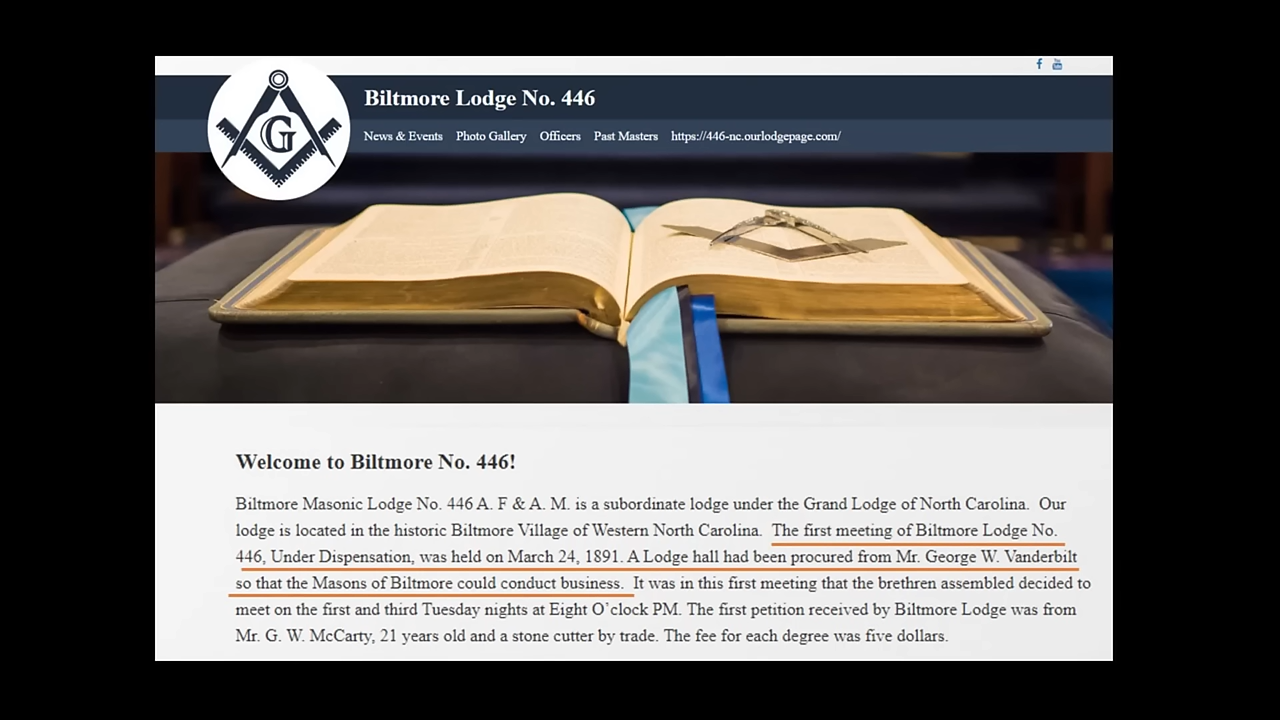 Biltmore Lodge No. 446
News & Events Photo Gallery Officers Past Masters https://446-nc.ourlodgepage.com/
G
Welcome to Biltmore No. 446!
Biltmore Masonic Lodge No. 446 A. F & A. M. is a subordinate lodge under the Grand Lodge of North Carolina. Our
lodge is located in the historic Biltmore Village of Western North Carolina. The first meeting of Biltmore Lodge No.
446, Under Dispensation, was held on March 24, 1891. A Lodge hall had been procured from Mr. George W. Vanderbilt
so that the Masons of Biltmore could conduct business. It was in this first meeting that the brethren assembled decided to
meet on the first and third Tuesday nights at Eight O`clock PM. The first petition received by Biltmore Lodge was from
Mr. G. W. McCarty, 21 years old and a stone cutter by trade. The fee for each degree was five dollars.